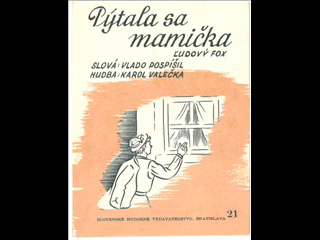 Pýtala sa
mamička
ĽUDOVÝ FOX
SLOVÁ: VLADO POSPÍŠIL
HUDBA: KAROL VALEČKA
SLOVENSKÉ HUDOBNÉ VYDAVATEĽSTVO, BRATISLAVA
21